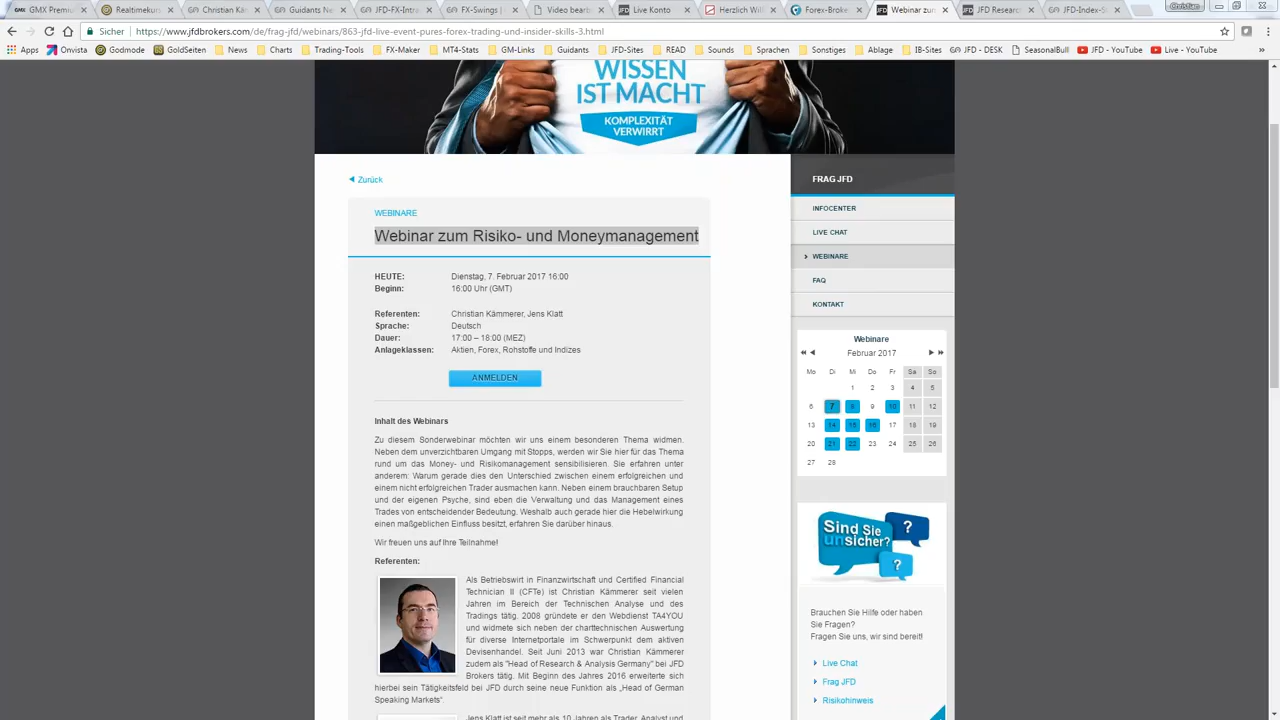 GMX Premiu
Realtimekurs
Christian Kä
Guidants Ne
JFD-FX-Intra
FX-Swings |
Video bearb
Live Konto
Herzlich Will
Forex-Broke
Webinar zu
JFD Researc
JFD-Index-S
Christian
Sicher | https://www.jfdbrokers.com/de/frag-jfd/webinars/863-jfd-live-event-pures-forex-trading-und-insider-skills-3.html
Apps Onvista Godmode GoldSeiten News Charts Trading-Tools FX-Maker MT4-Stats GM-Links Guidants JFD-Sites READ Sounds Sprachen Sonstiges Ablage IB-Sites JFD - DESK SeasonalBull JFD - YouTube Live - YouTube
WISSEN
IST MACHT
KOMPLEXITÄT
VERWIRRT
Zurück
WEBINARE
Webinar zum Risiko- und Moneymanagement
HEUTE: Dienstag, 7. Februar 2017 16:00
Beginn: 16:00 Uhr (GMT)
Referenten: Christian Kämmerer, Jens Klatt
Sprache: Deutsch
Dauer: 17:00 – 18:00 (MEZ)
Anlageklassen: Aktien, Forex, Rohstoffe und Indizes
ANMELDEN
Inhalt des Webinars
Zu diesem Sonderwebinar möchten wir uns einem besonderen Thema widmen.
Neben dem unverzichtbaren Umgang mit Stopps, werden wir Sie hier für das Thema
rund um das Money- und Risikomanagement sensibilisieren. Sie erfahren unter
anderem: Warum gerade dies den Unterschied zwischen einem erfolgreichen und
einem nicht erfolgreichen Trader ausmachen kann. Neben einem brauchbaren Setup
und der eigenen Psyche, sind eben die Verwaltung und das Management eines
Trades von entscheidender Bedeutung. Weshalb auch gerade hier die Hebelwirkung
einen maßgeblichen Einfluss besitzt, erfahren Sie darüber hinaus.
Wir freuen uns auf Ihre Teilnahme!
Referenten:
Als Betriebswirt in Finanzwirtschaft und Certified Financial
Technician II (CFTe) ist Christian Kämmerer seit vielen
Jahren im Bereich der Technischen Analyse und des
Tradings tätig. 2008 gründete er den Webdienst TA4YOU
und widmete sich neben der charttechnischen Auswertung
für diverse Internetportale im Schwerpunkt dem aktiven
Devisenhandel. Seit Juni 2013 war Christian Kämmerer
zudem als "Head of Research & Analysis Germany" bei JFD
Brokers tätig. Mit Beginn des Jahres 2016 erweiterte sich
hierbei sein Tätigkeitsfeld bei JFD durch seine neue Funktion als „Head of German
Speaking Markets“.
Jens Klatt ist seit mehr als 10 Jahren als Trader, Analyst und
FRAG JFD
INFOCENTER
LIVE CHAT
WEBINARE
FAQ
KONTAKT
Webinare
Februar 2017
Mo Di Mi Do Fr Sa So
1 2 3 4 5
6 7 8 9 10 11 12
13 14 15 16 17 18 19
20 21 22 23 24 25 26
27 28
Sind Sie
unsicher?
?
?
Brauchen Sie Hilfe oder haben
Sie Fragen?
Fragen Sie uns, wir sind bereit!
Live Chat
Frag JFD
Risikohinweis